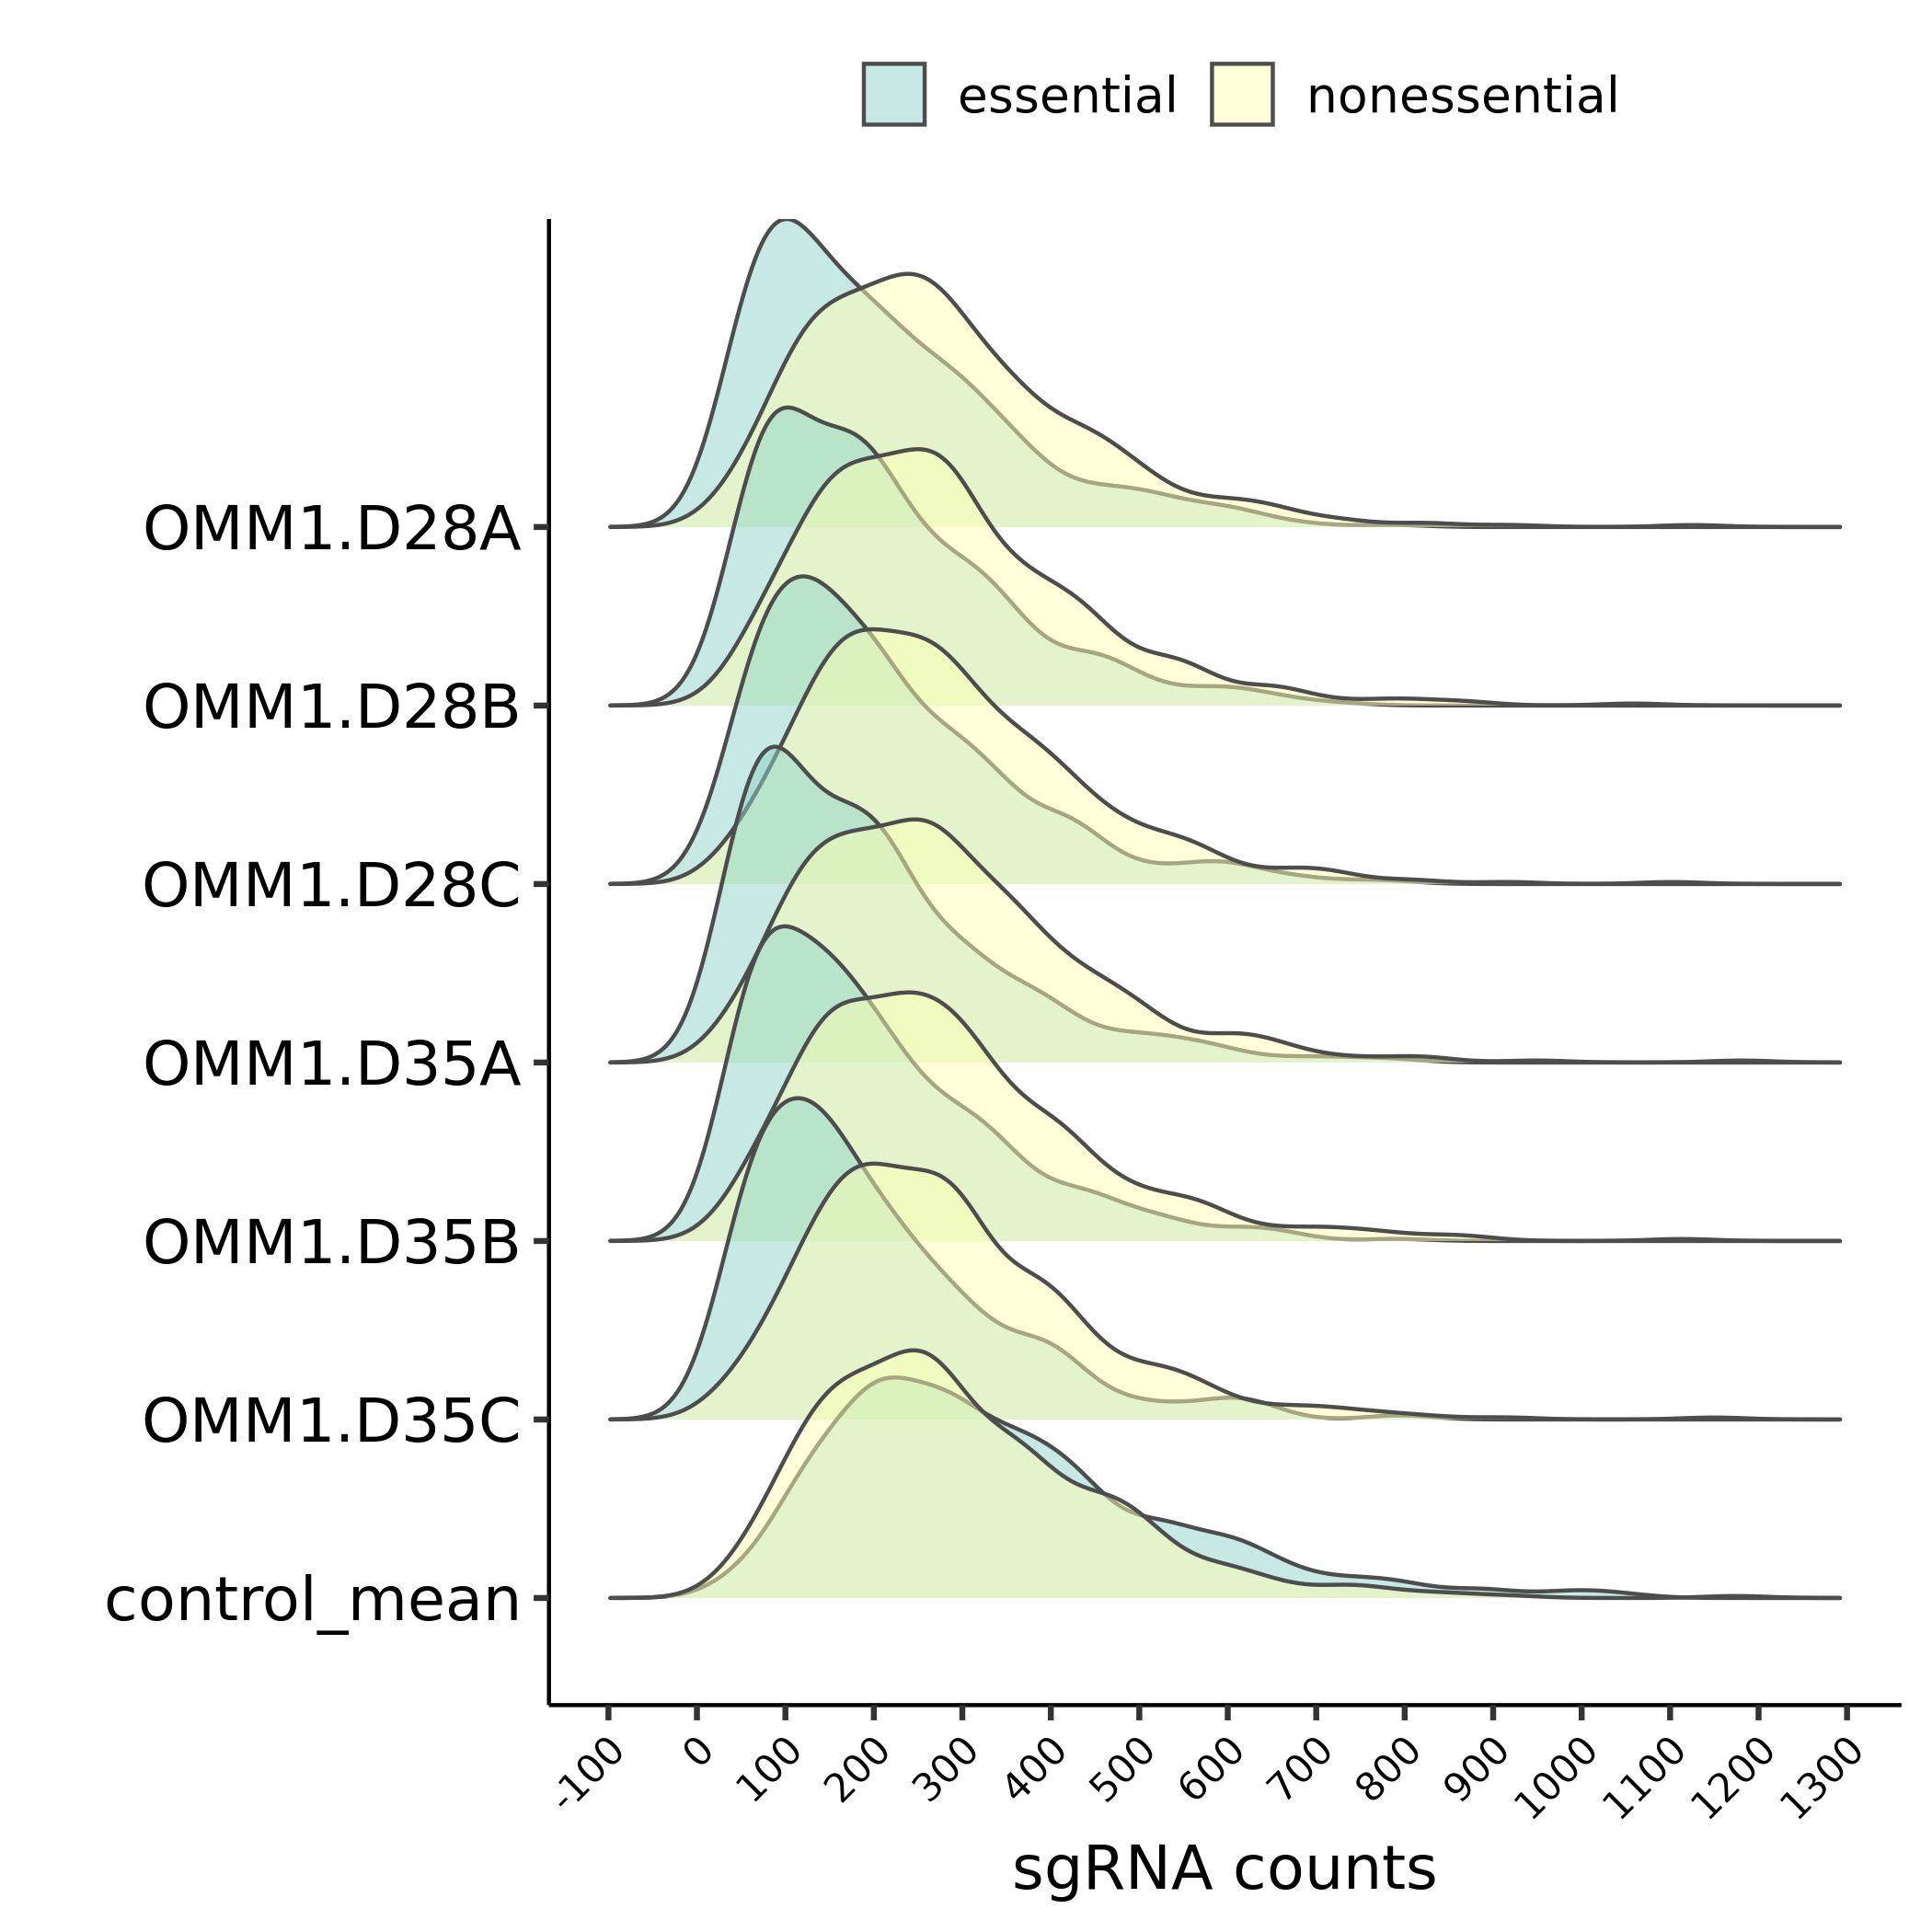 essential nonessential
OMM1.D28A
OMM1.D28B
OMM1.D28C
OMM1.D35A
OMM1.D35B
OMM1.D35C
control_mean
-100 0 100 200 300 400 500 600 700 800 900 1000 1100 1200 1300
sgRNA counts